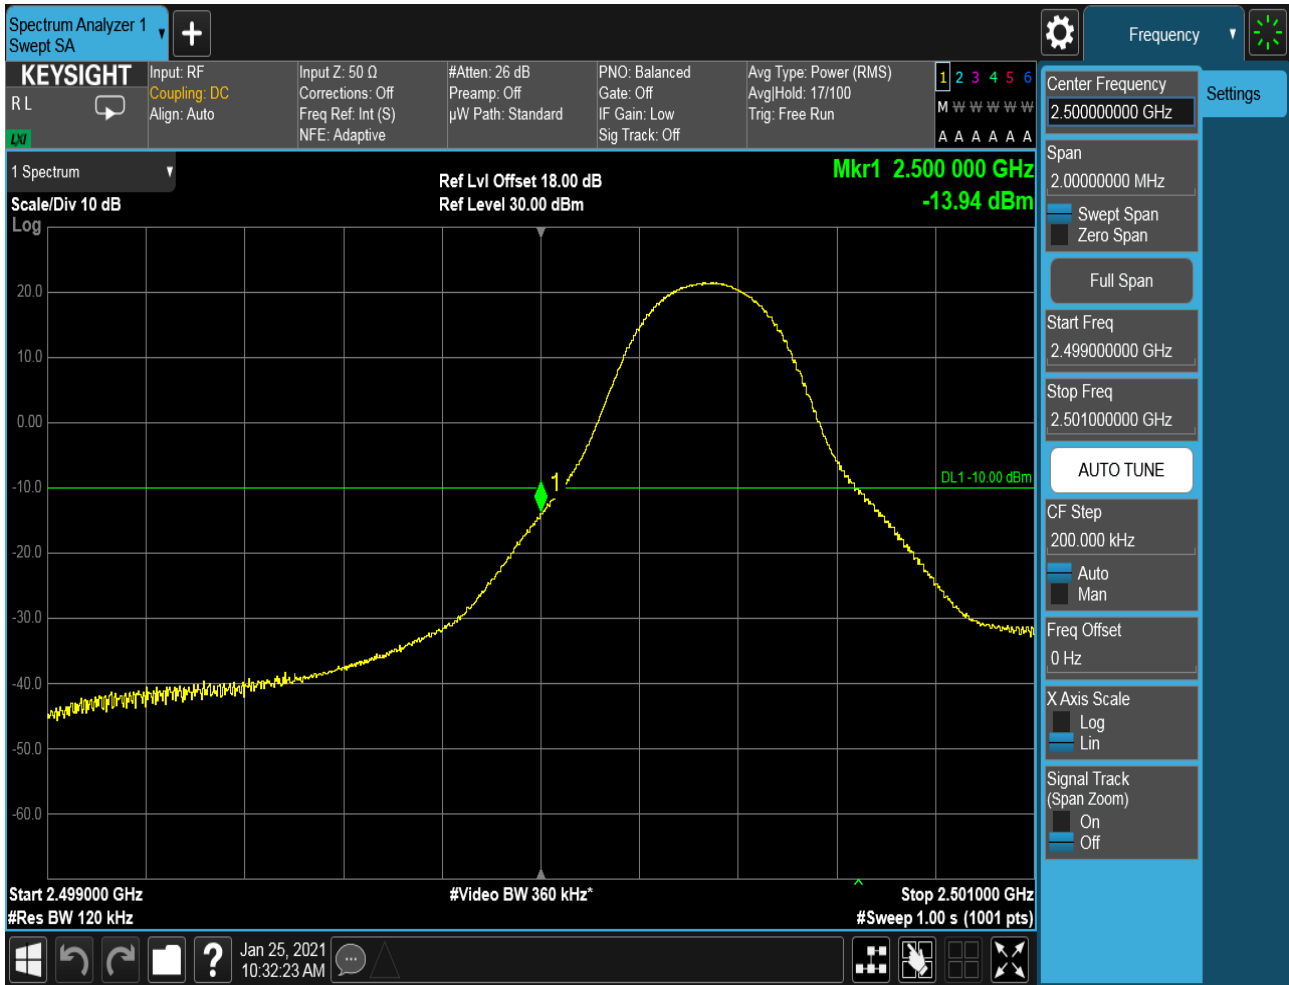 Spectrum Analyzer 1
Swept SA
Frequency
KEYSIGHT
R L
LXI
Input: RF
Coupling: DC
Align: Auto
Input Z: 50 Ω
Corrections: Off
Freq Ref: Int (S)
NFE: Adaptive
#Atten: 26 dB
Preamp: Off
µW Path: Standard
PNO: Balanced
Gate: Off
IF Gain: Low
Sig Track: Off
Avg Type: Power (RMS)
Avg|Hold: 17/100
Trig: Free Run
1 2 3 4 5 6
M W W W W W
A A A A A A
1 Spectrum
Scale/Div 10 dB
Log
Ref Lvl Offset 18.00 dB
Ref Level 30.00 dBm
Mkr1 2.500 000 GHz
-13.94 dBm
20.0
10.0
0.00
-10.0
-20.0
-30.0
-40.0
-50.0
-60.0
1
DL1 -10.00 dBm
Start 2.499000 GHz
#Res BW 120 kHz
#Video BW 360 kHz*
Stop 2.501000 GHz
#Sweep 1.00 s (1001 pts)
Center Frequency
2.500000000 GHz
Settings
Span
2.00000000 MHz
Swept Span
Zero Span
Full Span
Start Freq
2.499000000 GHz
Stop Freq
2.501000000 GHz
AUTO TUNE
CF Step
200.000 kHz
Auto
Man
Freq Offset
0 Hz
X Axis Scale
Log
Lin
Signal Track
(Span Zoom)
On
Off
?
Jan 25, 2021
10:32:23 AM